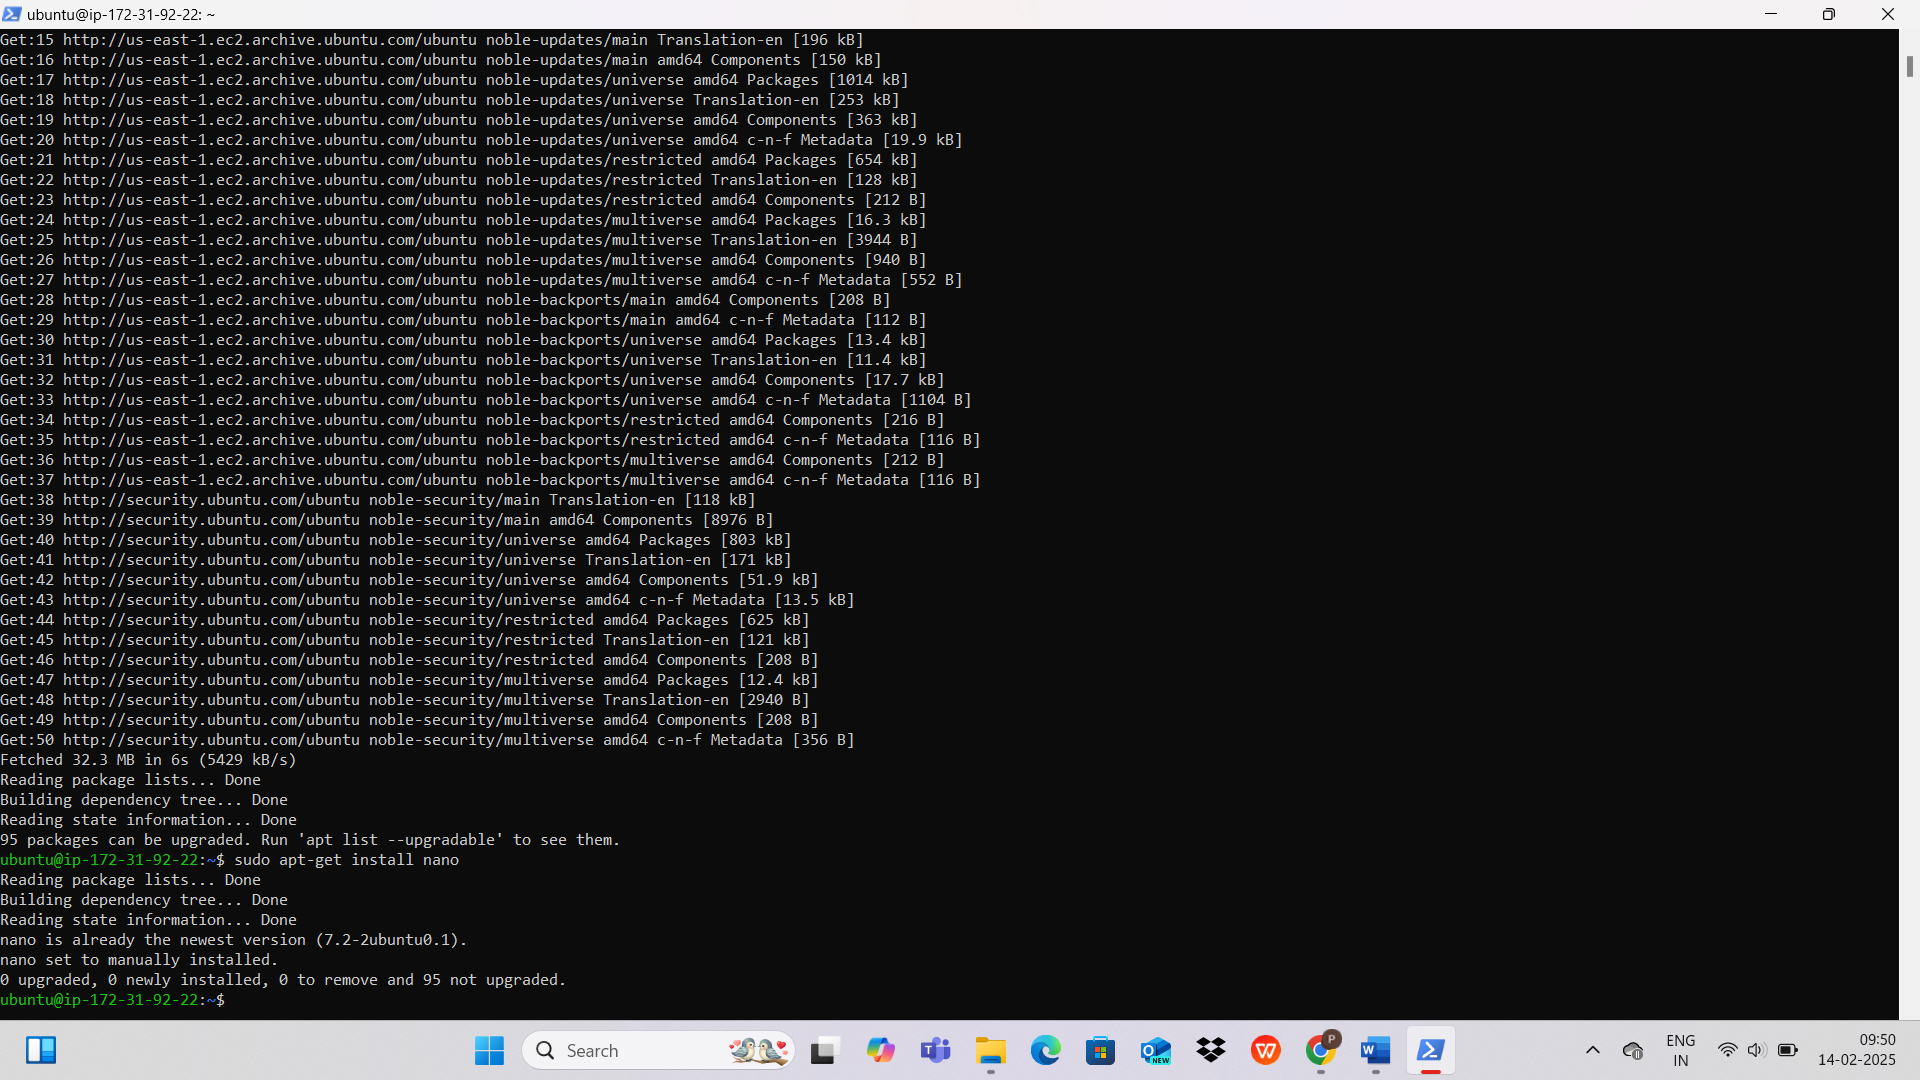 ubuntu@ip-172-31-92-22: ~
Get:15 http://us-east-1.ec2.archive.ubuntu.com/ubuntu noble-updates/main Translation-en [196 kB]
Get:16 http://us-east-1.ec2.archive.ubuntu.com/ubuntu noble-updates/main amd64 Components [150 kB]
Get:17 http://us-east-1.ec2.archive.ubuntu.com/ubuntu noble-updates/universe amd64 Packages [1014 kB]
Get:18 http://us-east-1.ec2.archive.ubuntu.com/ubuntu noble-updates/universe Translation-en [253 kB]
Get:19 http://us-east-1.ec2.archive.ubuntu.com/ubuntu noble-updates/universe amd64 Components [363 kB]
Get:20 http://us-east-1.ec2.archive.ubuntu.com/ubuntu noble-updates/universe amd64 c-n-f Metadata [19.9 kB]
Get:21 http://us-east-1.ec2.archive.ubuntu.com/ubuntu noble-updates/restricted amd64 Packages [654 kB]
Get:22 http://us-east-1.ec2.archive.ubuntu.com/ubuntu noble-updates/restricted Translation-en [128 kB]
Get:23 http://us-east-1.ec2.archive.ubuntu.com/ubuntu noble-updates/restricted amd64 Components [212 B]
Get:24 http://us-east-1.ec2.archive.ubuntu.com/ubuntu noble-updates/multiverse amd64 Packages [16.3 kB]
Get:25 http://us-east-1.ec2.archive.ubuntu.com/ubuntu noble-updates/multiverse Translation-en [3944 B]
Get:26 http://us-east-1.ec2.archive.ubuntu.com/ubuntu noble-updates/multiverse amd64 Components [940 B]
Get:27 http://us-east-1.ec2.archive.ubuntu.com/ubuntu noble-updates/multiverse amd64 c-n-f Metadata [552 B]
Get:28 http://us-east-1.ec2.archive.ubuntu.com/ubuntu noble-backports/main amd64 Components [208 B]
Get:29 http://us-east-1.ec2.archive.ubuntu.com/ubuntu noble-backports/main amd64 c-n-f Metadata [112 B]
Get:30 http://us-east-1.ec2.archive.ubuntu.com/ubuntu noble-backports/universe amd64 Packages [13.4 kB]
Get:31 http://us-east-1.ec2.archive.ubuntu.com/ubuntu noble-backports/universe Translation-en [11.4 kB]
Get:32 http://us-east-1.ec2.archive.ubuntu.com/ubuntu noble-backports/universe amd64 Components [17.7 kB]
Get:33 http://us-east-1.ec2.archive.ubuntu.com/ubuntu noble-backports/universe amd64 c-n-f Metadata [1104 B]
Get:34 http://us-east-1.ec2.archive.ubuntu.com/ubuntu noble-backports/restricted amd64 Components [216 B]
Get:35 http://us-east-1.ec2.archive.ubuntu.com/ubuntu noble-backports/restricted amd64 c-n-f Metadata [116 B]
Get:36 http://us-east-1.ec2.archive.ubuntu.com/ubuntu noble-backports/multiverse amd64 Components [212 B]
Get:37 http://us-east-1.ec2.archive.ubuntu.com/ubuntu noble-backports/multiverse amd64 c-n-f Metadata [116 B]
Get:38 http://security.ubuntu.com/ubuntu noble-security/main Translation-en [118 kB]
Get:39 http://security.ubuntu.com/ubuntu noble-security/main amd64 Components [8976 B]
Get:40 http://security.ubuntu.com/ubuntu noble-security/universe amd64 Packages [803 kB]
Get:41 http://security.ubuntu.com/ubuntu noble-security/universe Translation-en [171 kB]
Get:42 http://security.ubuntu.com/ubuntu noble-security/universe amd64 Components [51.9 kB]
Get:43 http://security.ubuntu.com/ubuntu noble-security/universe amd64 c-n-f Metadata [13.5 kB]
Get:44 http://security.ubuntu.com/ubuntu noble-security/restricted amd64 Packages [625 kB]
Get:45 http://security.ubuntu.com/ubuntu noble-security/restricted Translation-en [121 kB]
Get:46 http://security.ubuntu.com/ubuntu noble-security/restricted amd64 Components [208 B]
Get:47 http://security.ubuntu.com/ubuntu noble-security/multiverse amd64 Packages [12.4 kB]
Get:48 http://security.ubuntu.com/ubuntu noble-security/multiverse Translation-en [2940 B]
Get:49 http://security.ubuntu.com/ubuntu noble-security/multiverse amd64 Components [208 B]
Get:50 http://security.ubuntu.com/ubuntu noble-security/multiverse amd64 c-n-f Metadata [356 B]
Fetched 32.3 MB in 6s (5429 kB/s)
Reading package lists... Done
Building dependency tree... Done
Reading state information... Done
95 packages can be upgraded. Run 'apt list --upgradable' to see them.
ubuntu@ip-172-31-92-22:~$ sudo apt-get install nano
Reading package lists... Done
Building dependency tree... Done
Reading state information... Done
nano is already the newest version (7.2-2ubuntu0.1).
nano set to manually installed.
0 upgraded, 0 newly installed, 0 to remove and 95 not upgraded.
ubuntu@ip-172-31-92-22:~$
Search
NEW
P
ENG
IN
09:50
14-02-2025